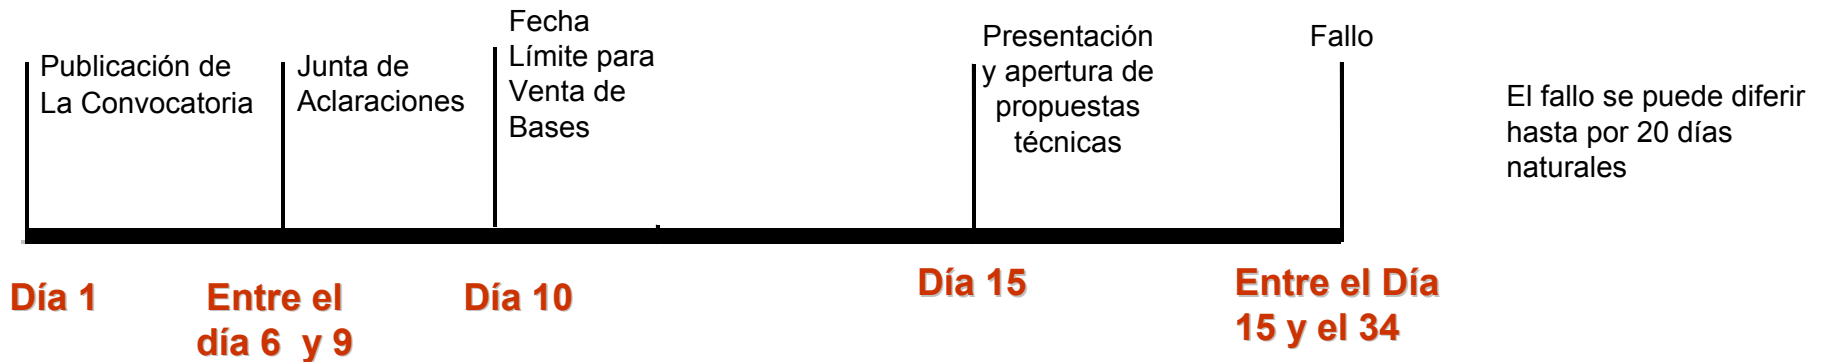 Publicación de
La Convocatoria
Junta de
Aclaraciones
Fecha
Límite para
Venta de
Bases
Presentación
y apertura de
propuestas
técnicas
Fallo
El fallo se puede diferir
hasta por 20 días
naturales
Día 1
Entre el
día 6 y 9
Día 10
Día 15
Entre el Día
15 y el 34